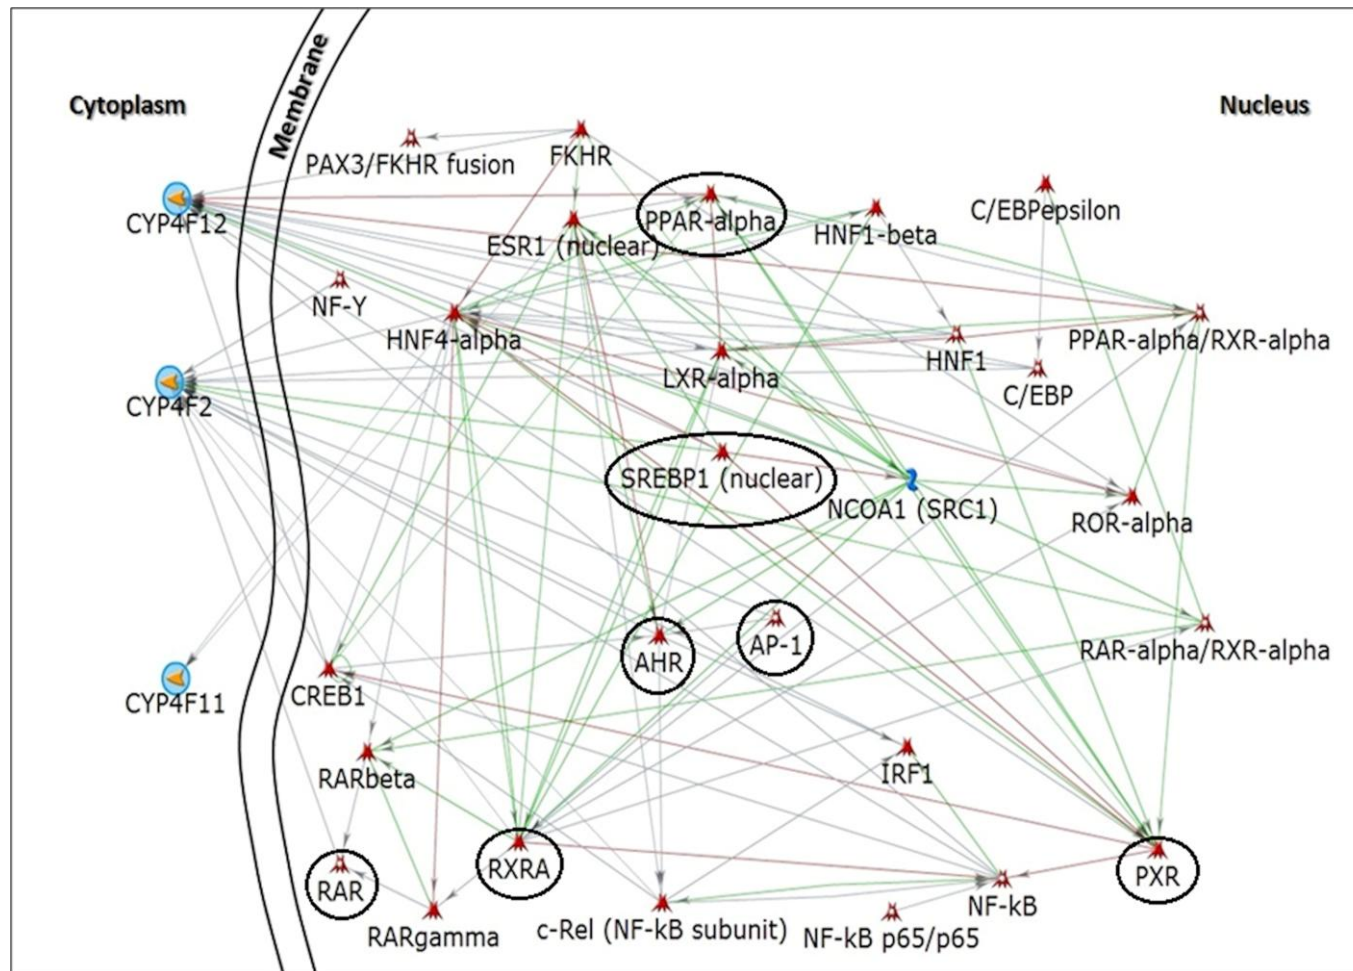 Cytoplasm
Membrane
Nucleus
PAX3/FKHR fusion
FKHR
CYP4F12
PPAR-alpha
C/EBPepsilon
ESR1 (nuclear)
HNF1-beta
NF-Y
HNF4-alpha
PPAR-alpha/RXR-alpha
HNF1
LXR-alpha
C/EBP
CYP4F2
SREBP1 (nuclear)
NCOA1 (SRC1)
ROR-alpha
AHR
AP-1
RAR-alpha/RXR-alpha
CYP4F11
CREB1
RARbeta
IRF1
RXRA
PXR
RAR
RARgamma
c-Rel (NF-kB subunit)
NF-kB p65/p65
NF-kB